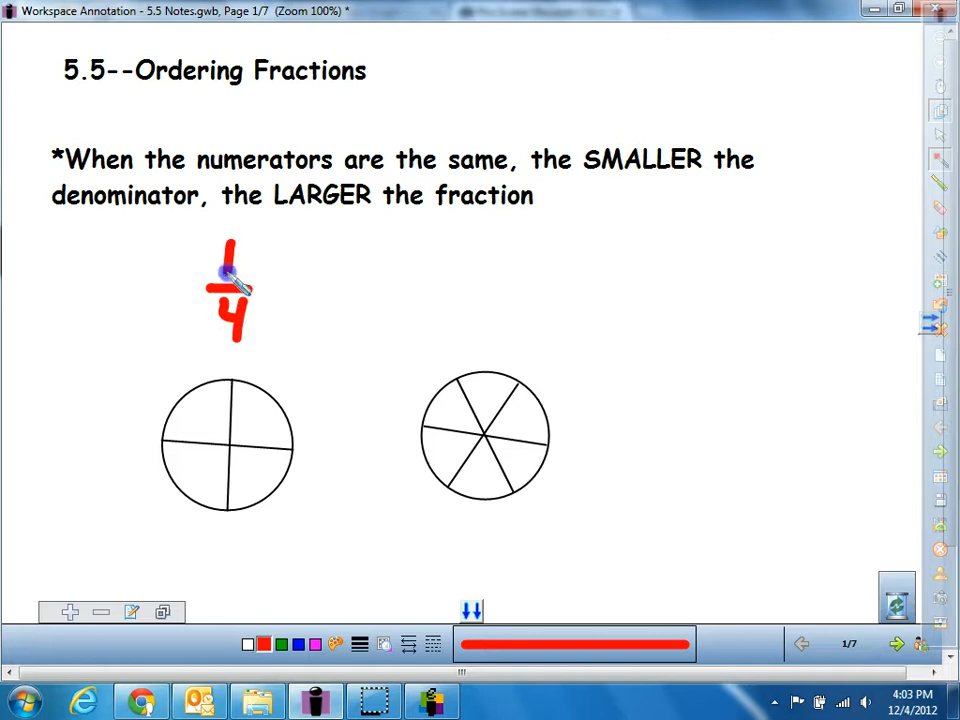 Workspace Annotation - 5.5 Notes.gwb, Page 1/7 (Zoom 100%) *
5.5--Ordering Fractions
*When the numerators are the same, the SMALLER the
denominator, the LARGER the fraction
1
4
1/7
4:03 PM
12/4/2012